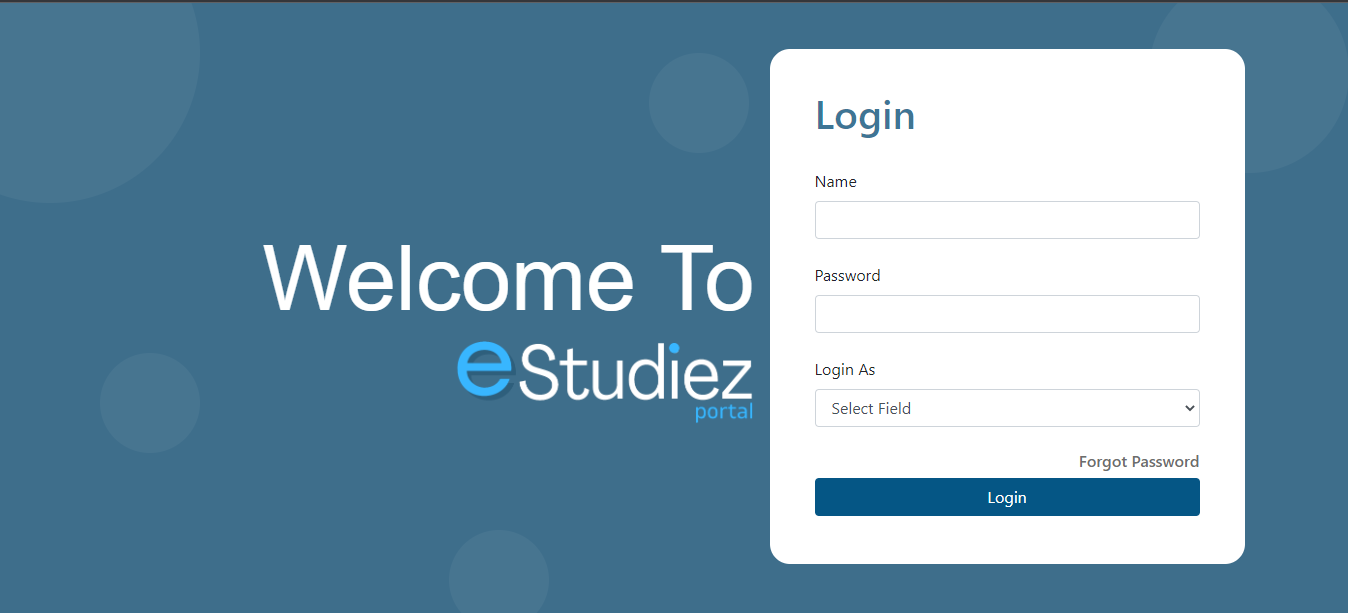 Welcome To
eStudiez
portal
Login
Name
Password
Login As
Select Field
Forgot Password
Login